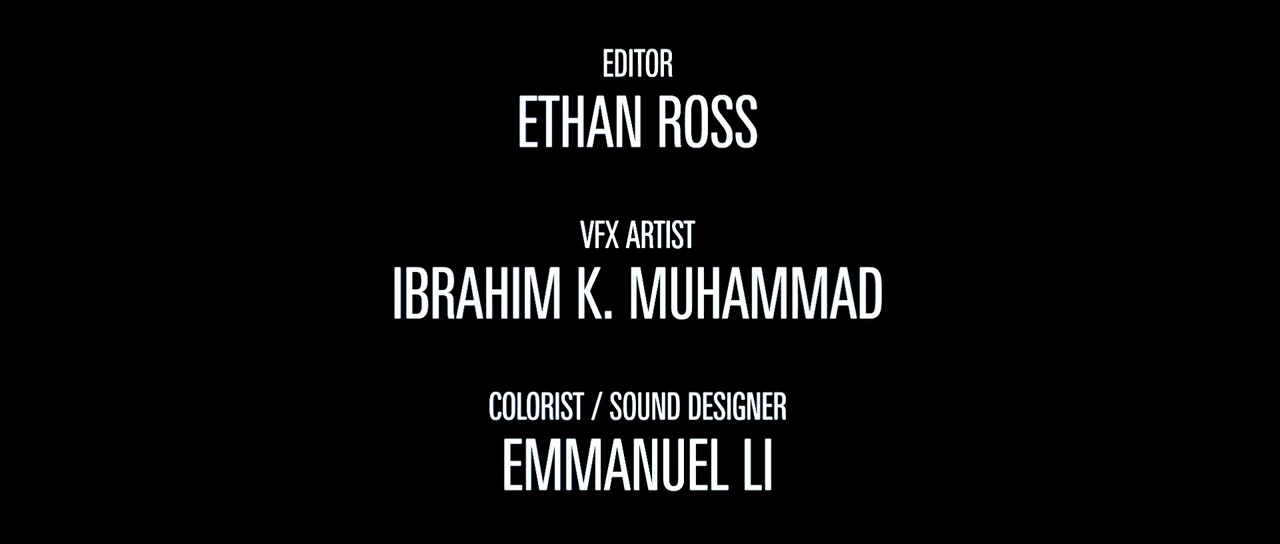 EDITOR
ETHAN ROSS
VFX ARTIST
IBRAHIM K. MUHAMMAD
COLORIST / SOUND DESIGNER
EMMANUEL LI